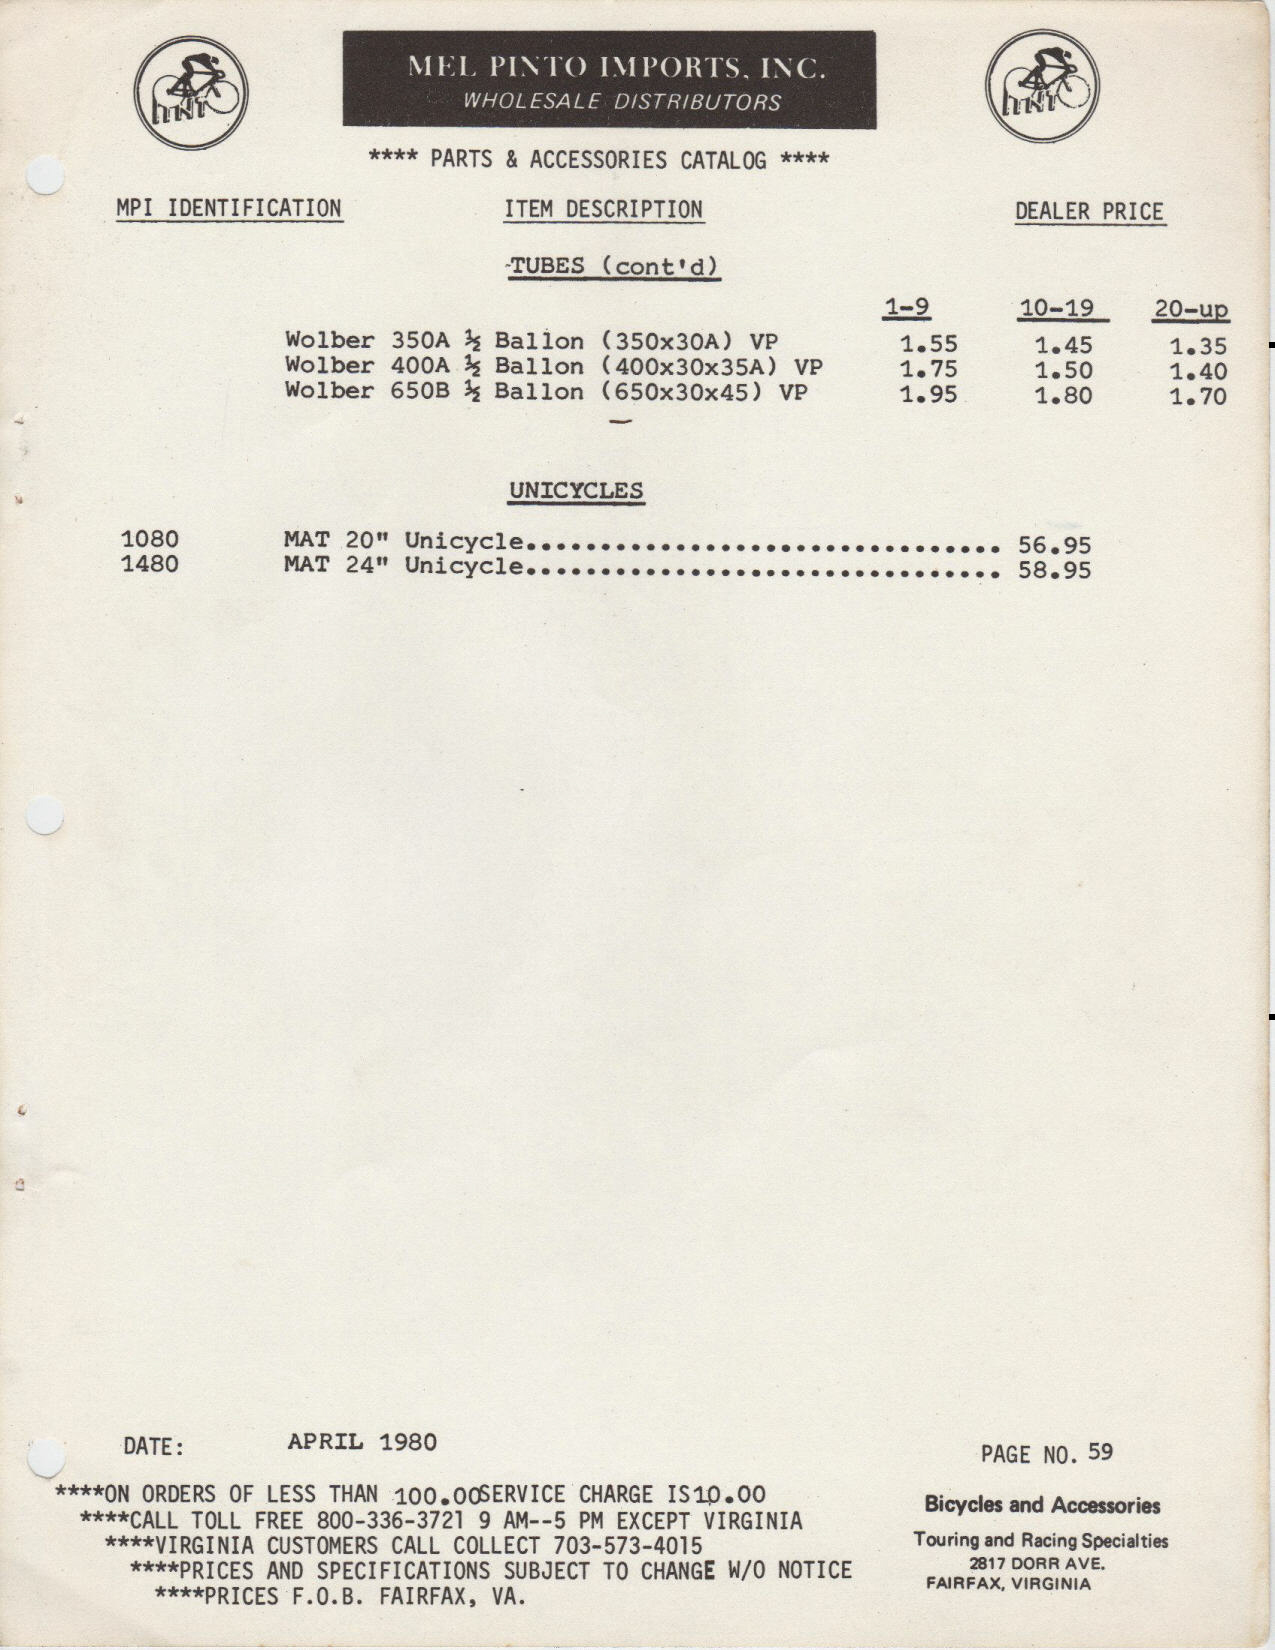 MEL PINTO IMPORTS, INC.
WHOLESALE DISTRIBUTORS
TNT TNT
**** PARTS & ACCESSORIES CATALOG ****
MPI IDENTIFICATION ITEM DESCRIPTION DEALER PRICE
TUBES (cont'd)
1-9 10-19 20-up
Wolber 350A ½ Ballon (350x30A) VP 1.55 1.45 1.35
Wolber 400A ½ Ballon (400x30x35A) VP 1.75 1.50 1.40
Wolber 650B ½ Ballon (650x30x45) VP 1.95 1.80 1.70
UNICYCLES
1080 MAT 20" Unicycle................................ 56.95
1480 MAT 24" Unicycle................................ 58.95
DATE: APRIL 1980
PAGE NO. 59
****ON ORDERS OF LESS THAN 100.00SERVICE CHARGE IS10.00
****CALL TOLL FREE 800-336-3721 9 AM--5 PM EXCEPT VIRGINIA
****VIRGINIA CUSTOMERS CALL COLLECT 703-573-4015
****PRICES AND SPECIFICATIONS SUBJECT TO CHANGE W/O NOTICE
****PRICES F.O.B. FAIRFAX, VA.
Bicycles and Accessories
Touring and Racing Specialties
2817 DORR AVE.
FAIRFAX, VIRGINIA